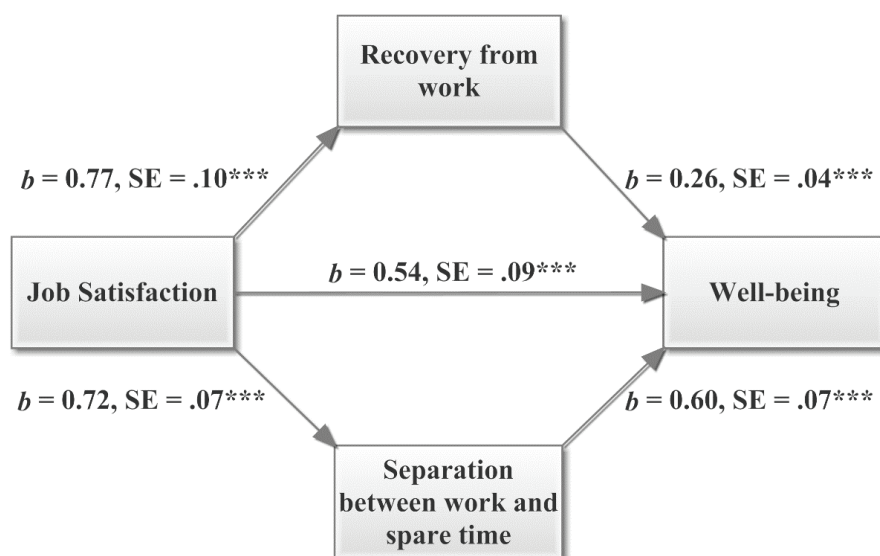 Recovery from
work
b = 0.77, SE = .10***
b = 0.26, SE = .04***
b = 0.54, SE = .09***
Job Satisfaction
Well-being
b = 0.72, SE = .07***
b = 0.60, SE = .07***
Separation
between work and
spare time